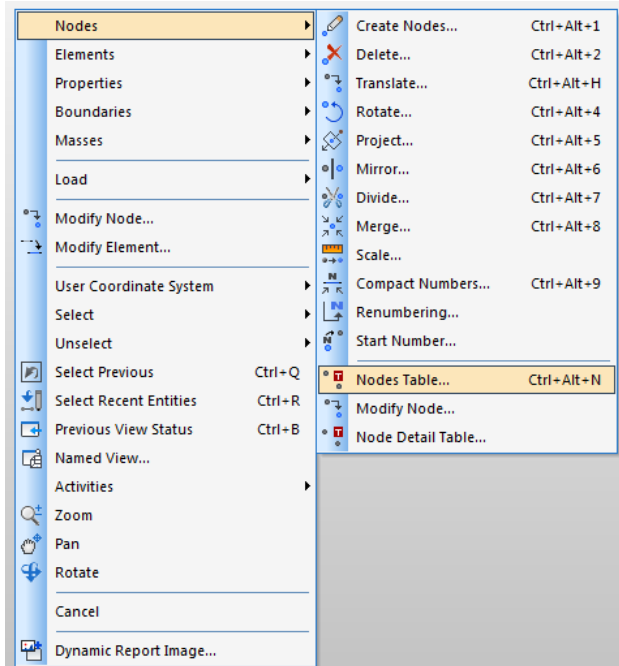 Nodes
Elements
Properties
Boundaries
Masses
Load
Modify Node...
Modify Element...
User Coordinate System
Select
Unselect
Select Previous Ctrl+Q
Select Recent Entities Ctrl+R
Previous View Status Ctrl+B
Named View...
Activities
Zoom
Pan
Rotate
Cancel
Dynamic Report Image...
Create Nodes... Ctrl+Alt+1
Delete... Ctrl+Alt+2
Translate... Ctrl+Alt+H
Rotate... Ctrl+Alt+4
Project... Ctrl+Alt+5
Mirror... Ctrl+Alt+6
Divide... Ctrl+Alt+7
Merge... Ctrl+Alt+8
Scale...
Compact Numbers... Ctrl+Alt+9
Renumbering...
Start Number...
Nodes Table... Ctrl+Alt+N
Modify Node...
Node Detail Table...